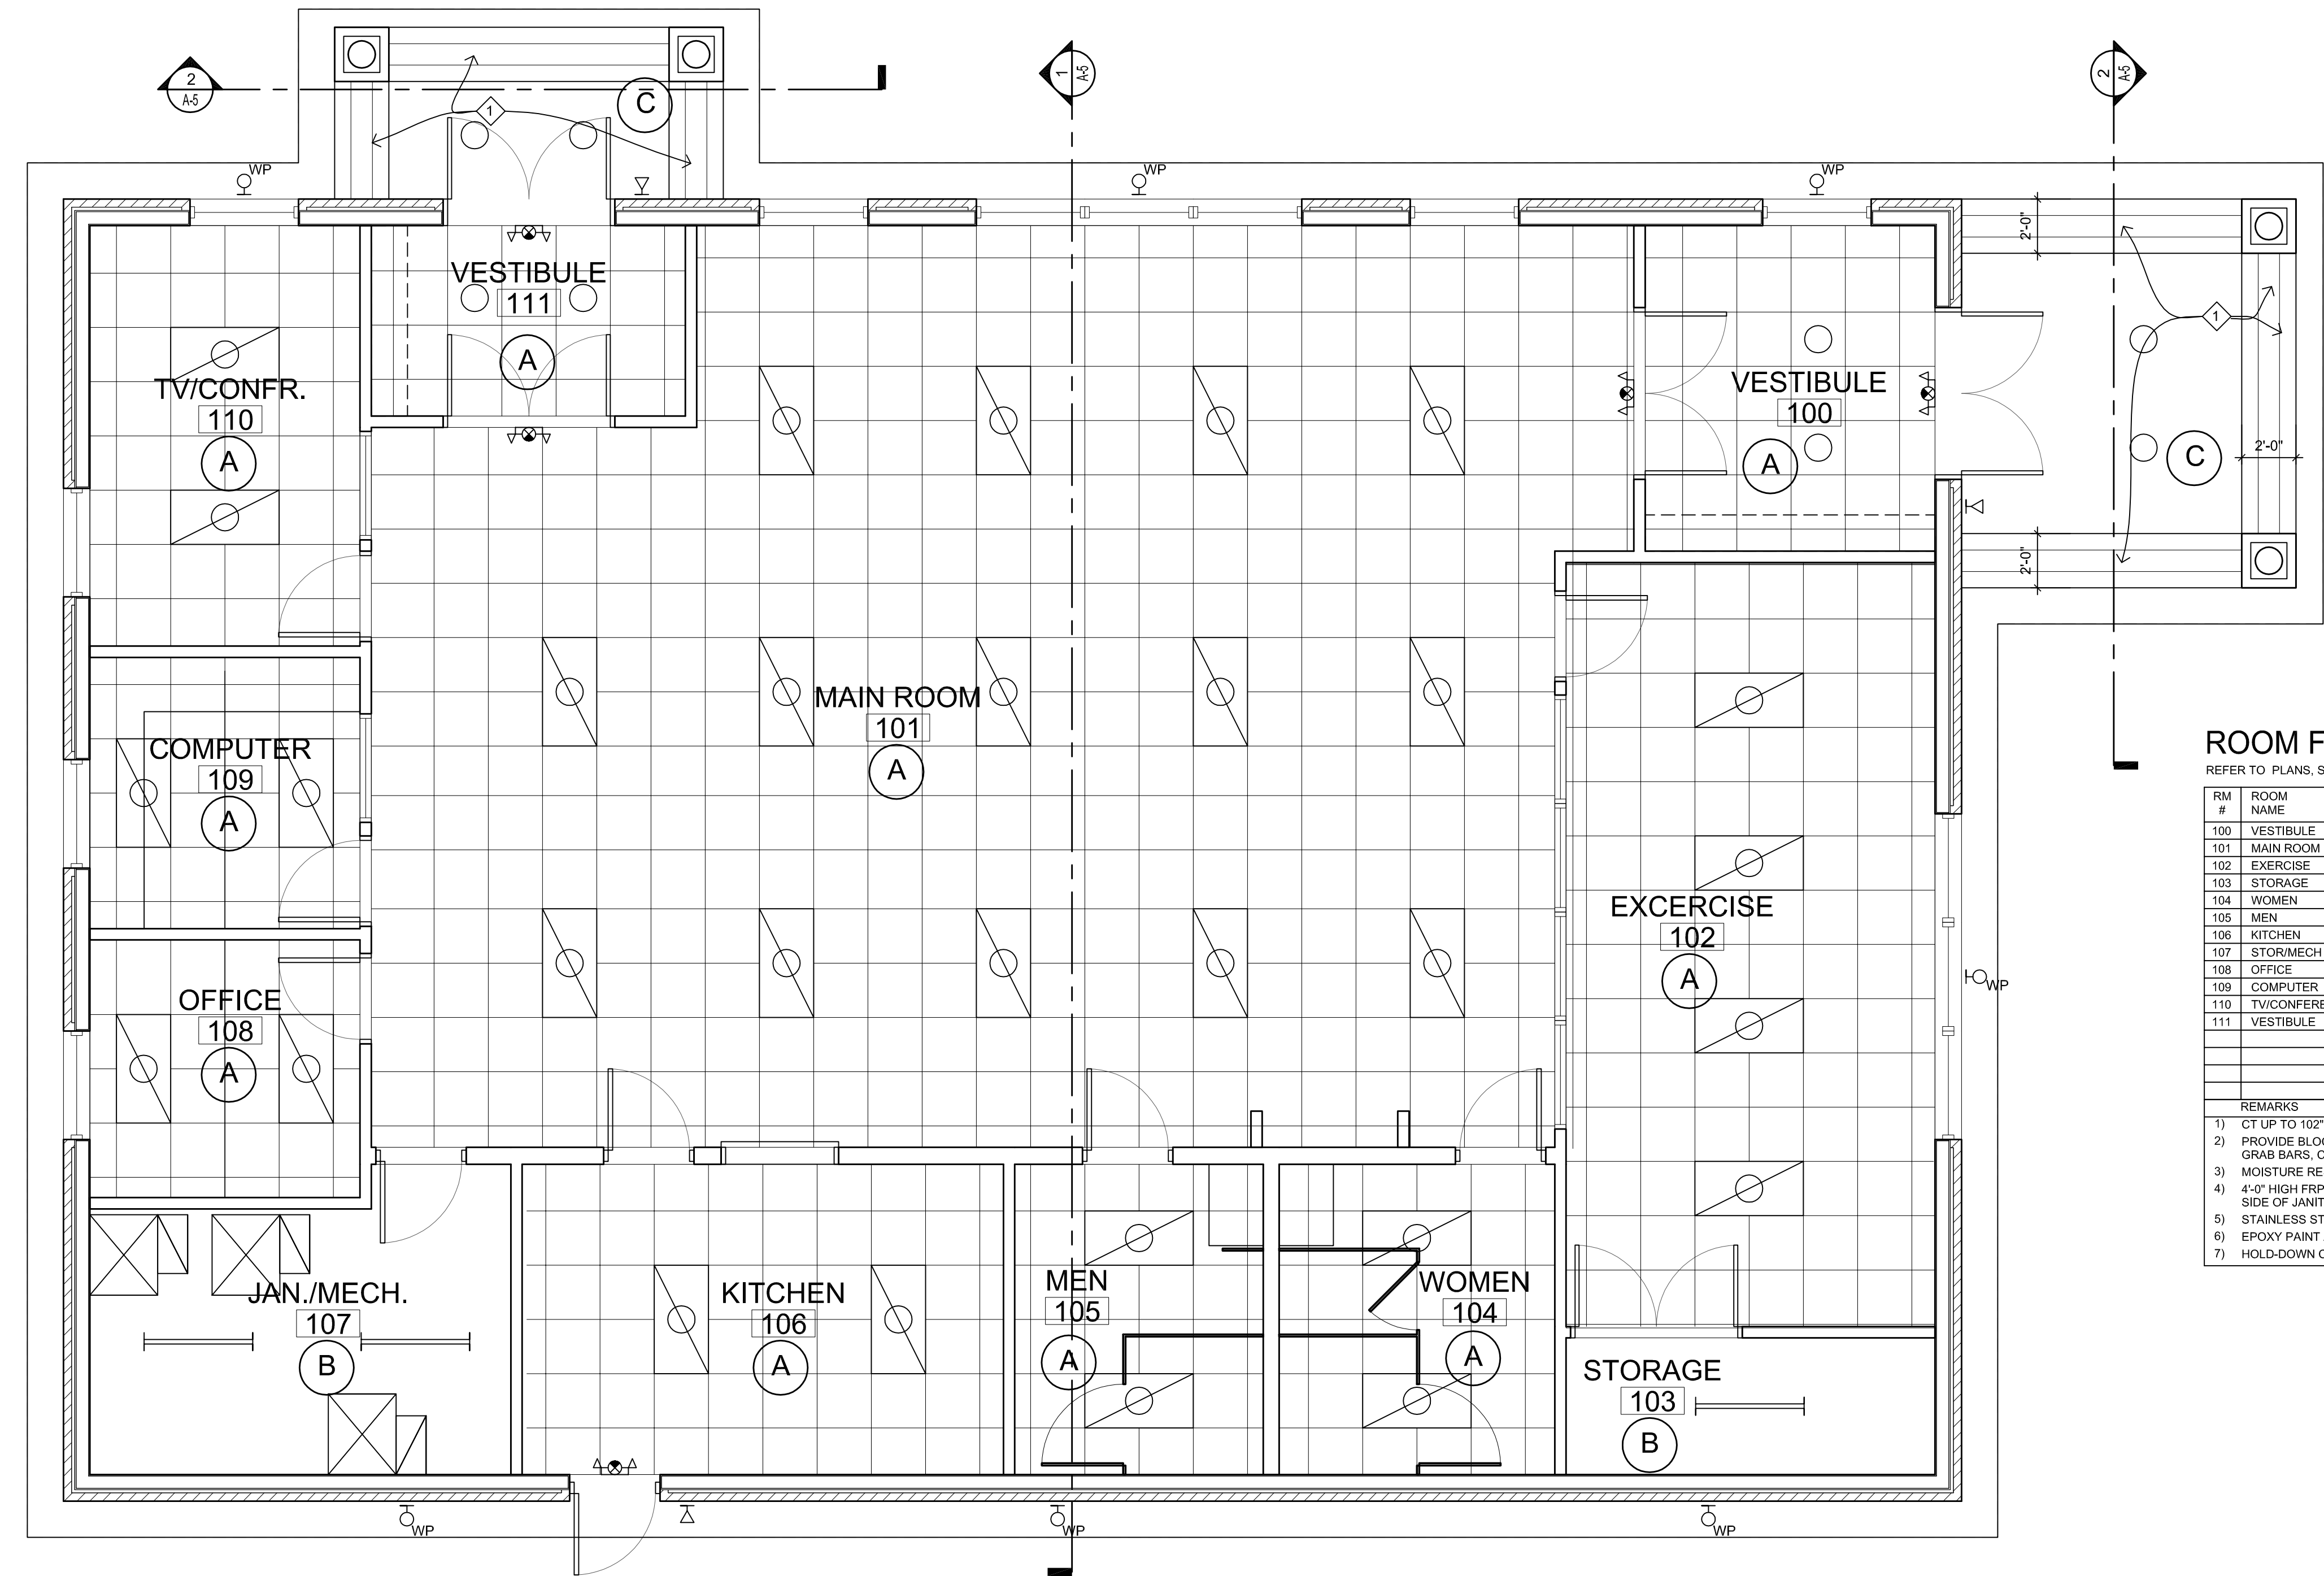 2
A-5
1
A-5
2
A-5
C
1
WP
WP
WP
2'-0"
VESTIBULE
111
A
1
TV/CONFR.
110
A
VESTIBULE
100
A
C
2'-0"
2'-0"
MAIN ROOM
101
A
COMPUTER
109
A
EXCERCISE
102
A
WP
OFFICE
108
A
JAN./MECH.
107
B
KITCHEN
106
A
MEN
105
A
WOMEN
104
A
STORAGE
103
B
WP
WP
WP
ROOM F
REFER TO PLANS, S
RM # ROOM NAME
100 VESTIBULE
101 MAIN ROOM
102 EXERCISE
103 STORAGE
104 WOMEN
105 MEN
106 KITCHEN
107 STOR/MECH
108 OFFICE
109 COMPUTER
110 TV/CONFERE
111 VESTIBULE
REMARKS
1) CT UP TO 102"
2) PROVIDE BLOC
GRAB BARS, C
3) MOISTURE RE
4) 4'-0" HIGH FRP
SIDE OF JANIT
5) STAINLESS ST
6) EPOXY PAINT
7) HOLD-DOWN C